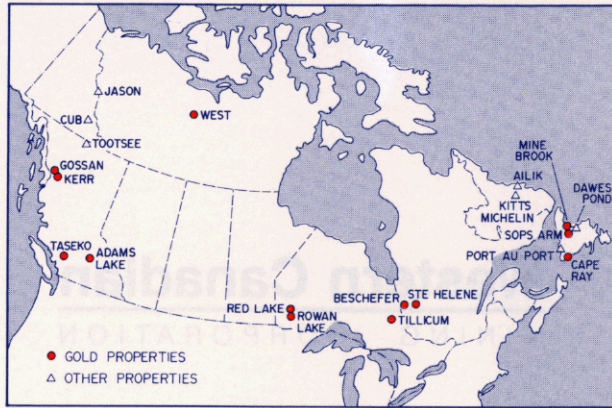 JASON
CUB
TOOTSEE
WEST
GOSSAN
KERR
TASEKO
ADAMS
LAKE
MINE
BROOK
AILIK
DAWES
POND
KITTS
MICHELIN
SOPS ARM
PORT AU PORT
CAPE
RAY
BESCHEFER
STE HELENE
RED LAKE
ROWAN
LAKE
TILLICUM
GOLD PROPERTIES
OTHER PROPERTIES